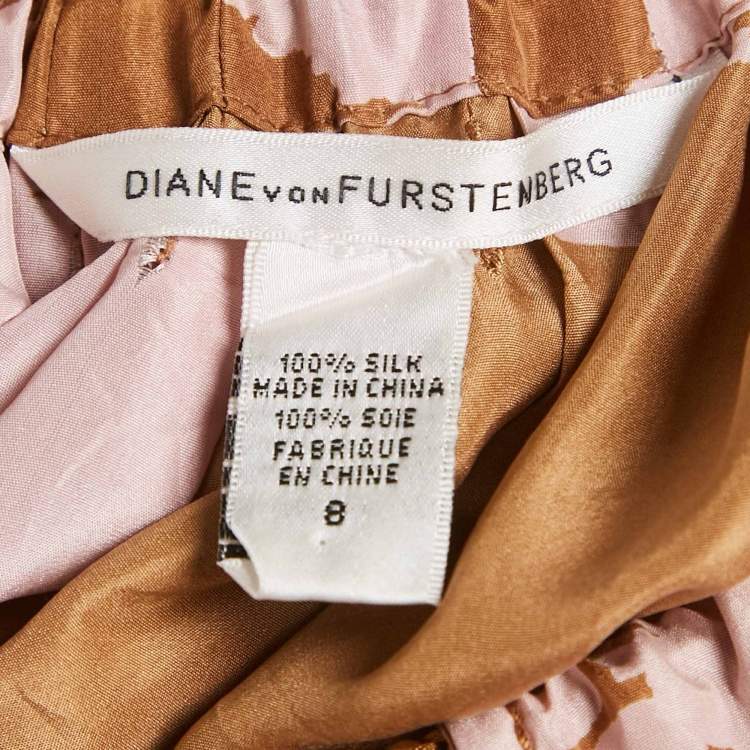 DIANE VON FURSTENBERG
100% SILK
MADE IN CHINA
100% SOIE
FABRIQUE
EN CHINE
8